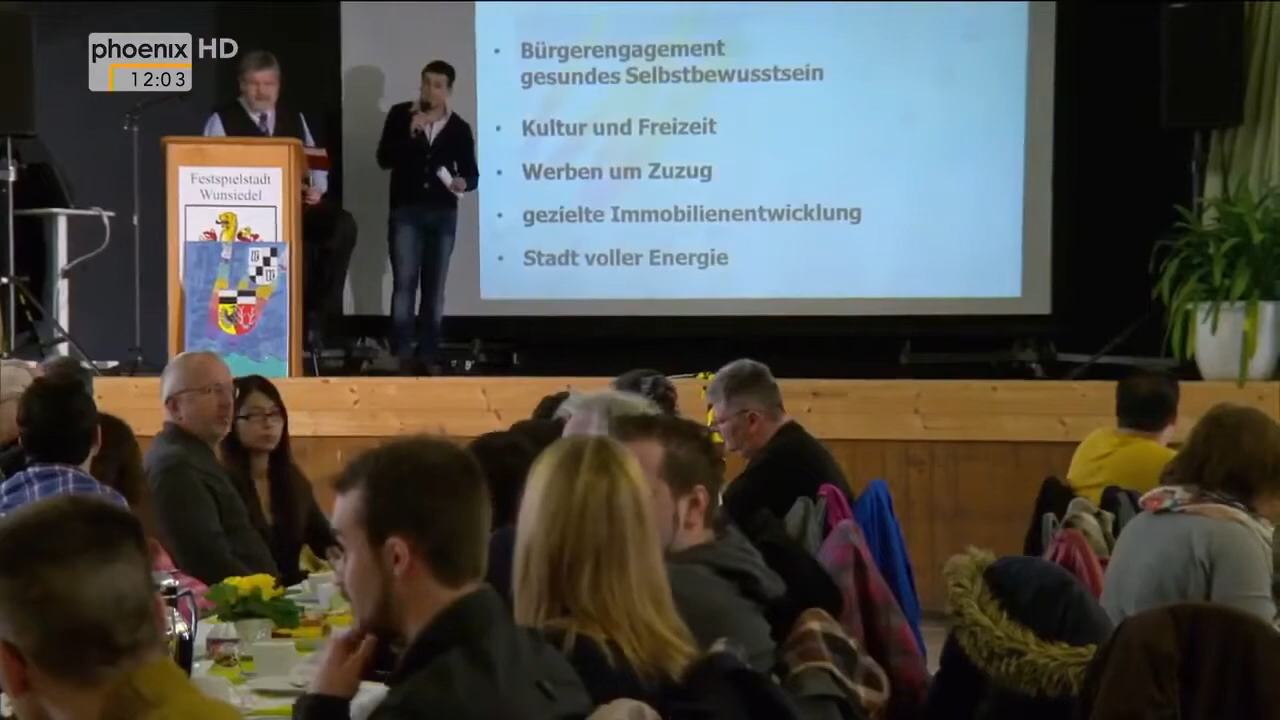 phoenix HD
12:03
Bürgerengagement
gesundes Selbstbewusstsein
Kultur und Freizeit
Werben um Zuzug
gezielte Immobilienentwicklung
Stadt voller Energie
Festspielstadt
Wunsiedel